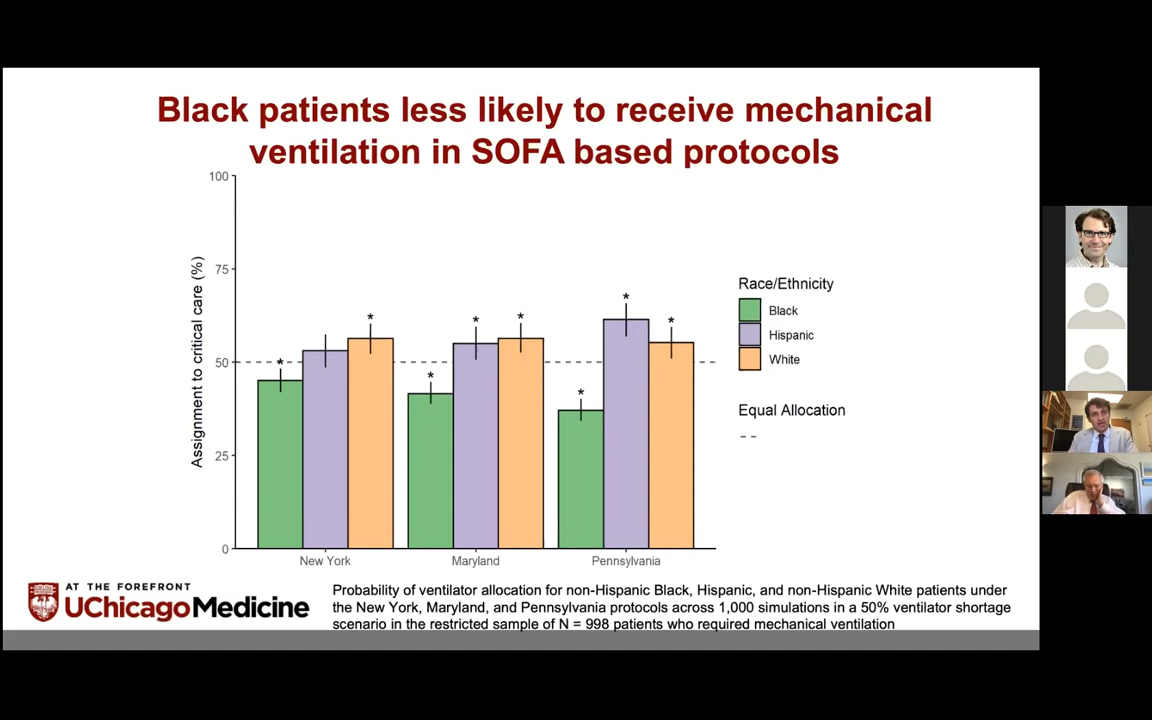 Black patients less likely to receive mechanical
ventilation in SOFA based protocols
Assignment to critical care (%)
100
75
50
25
0
*
*
*
*
*
*
*
*
New York
Maryland
Pennsylvania
Race/Ethnicity
Black
Hispanic
White
Equal Allocation
AT THE FOREFRONT
UChicagoMedicine
Probability of ventilator allocation for non-Hispanic Black, Hispanic, and non-Hispanic White patients under
the New York, Maryland, and Pennsylvania protocols across 1,000 simulations in a 50% ventilator shortage
scenario in the restricted sample of N = 998 patients who required mechanical ventilation